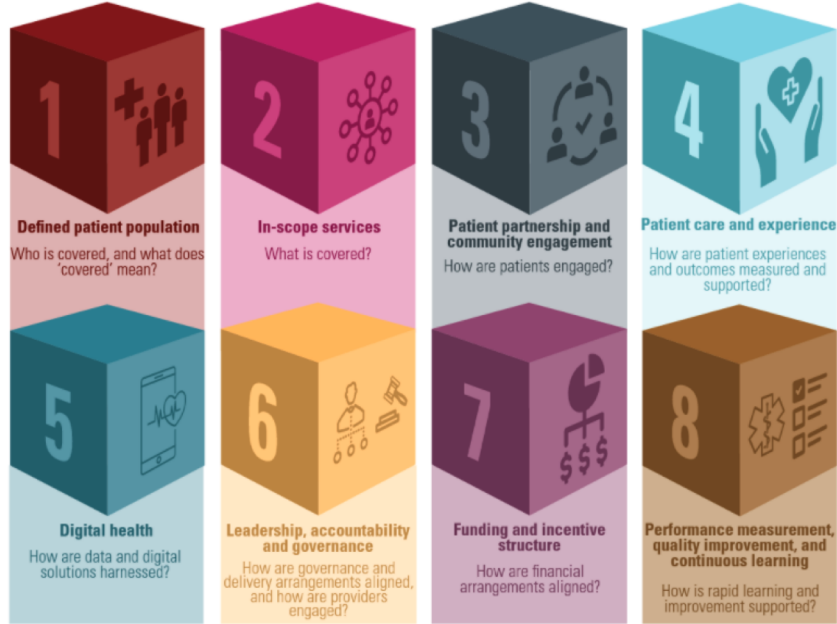 1
Defined patient population
Who is covered, and what does
'covered' mean?
2
In-scope services
What is covered?
3
Patient partnership and
community engagement
How are patients engaged?
4
Patient care and experience
How are patient experiences
and outcomes measured and
supported?
5
Digital health
How are data and digital
solutions harnessed?
6
Leadership, accountability
and governance
How are governance and
delivery arrangements aligned,
and how are providers
engaged?
7
$$$
Funding and incentive
structure
How are financial
arrangements aligned?
8
Performance measurement,
quality improvement, and
continuous learning
How is rapid learning and
improvement supported?